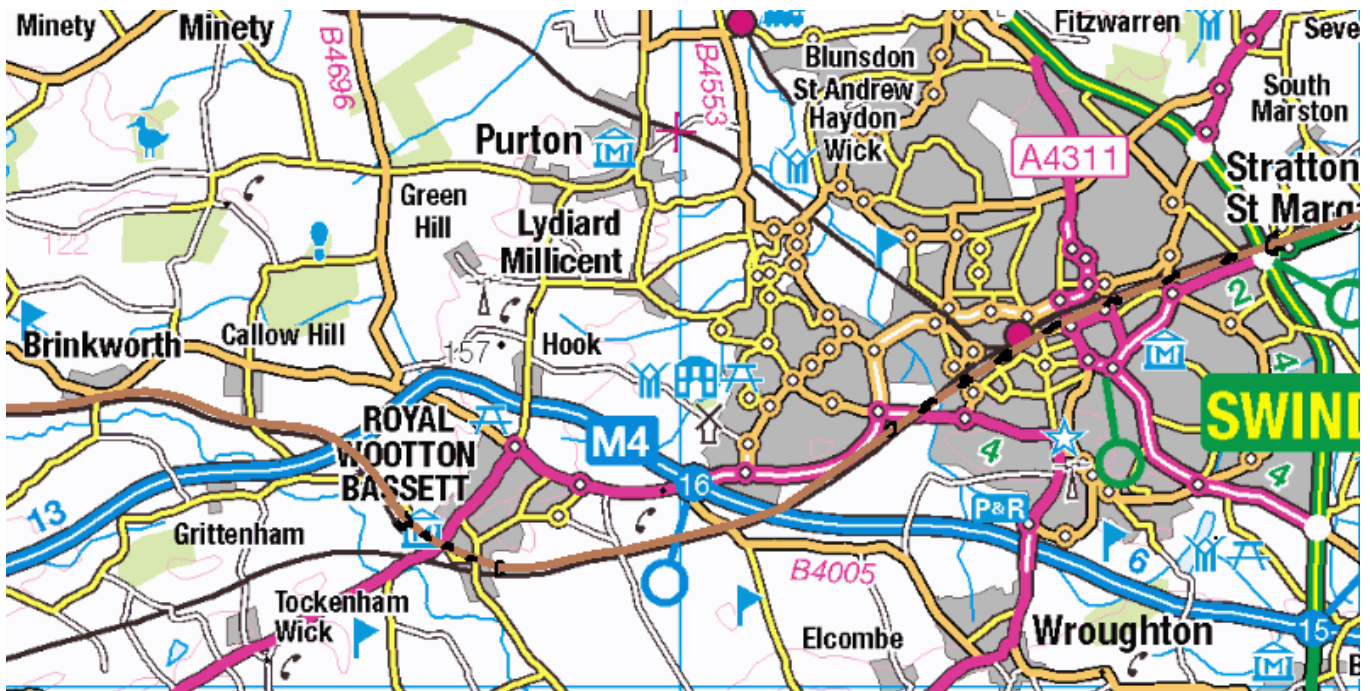 Minety
Minety
B4696
B4553
Fitzwarren
Seve
Blunsdon
St Andrew
Haydon
Wick
South
Marston
Purton
M
A4311
Stratton
St Marga
Green
Hill
Lydiard
Millicent
122
2
Callow Hill
157
Hook
Brinkworth
M
4
ROYAL
WOOTTON
BASSETT
M4
SWIND
4
4
16
13
P&R
Grittenham
M
B4005
6
Tockenham
Wick
Elcombe
Wroughton
15
M
B